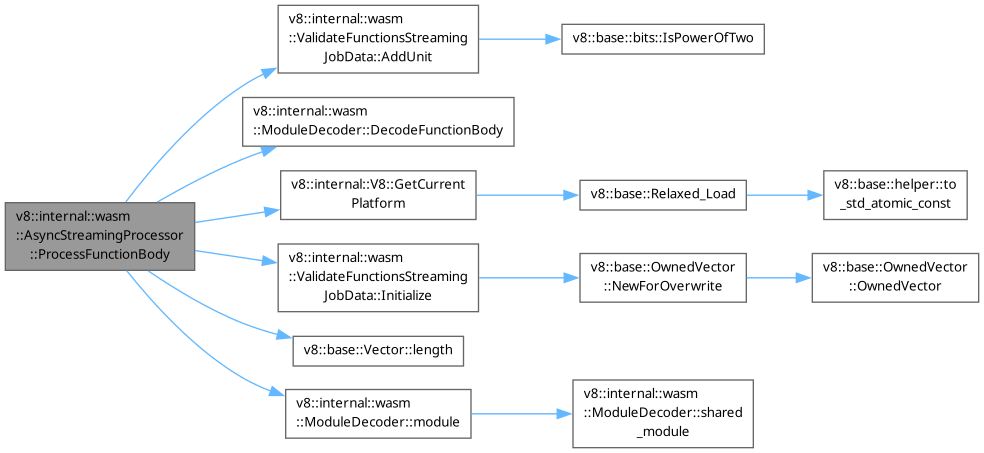 v8::internal::wasm
::AsyncStreamingProcessor
::ProcessFunctionBody
v8::internal::wasm
::ValidateFunctionsStreaming
JobData::AddUnit
v8::base::bits::IsPowerOfTwo
v8::internal::wasm
::ModuleDecoder::DecodeFunctionBody
v8::internal::V8::GetCurrent
Platform
v8::base::Relaxed_Load
v8::base::helper::to
_std_atomic_const
v8::internal::wasm
::ValidateFunctionsStreaming
JobData::Initialize
v8::base::OwnedVector
::NewForOverwrite
v8::base::OwnedVector
::OwnedVector
v8::base::Vector::length
v8::internal::wasm
::ModuleDecoder::module
v8::internal::wasm
::ModuleDecoder::shared
_module